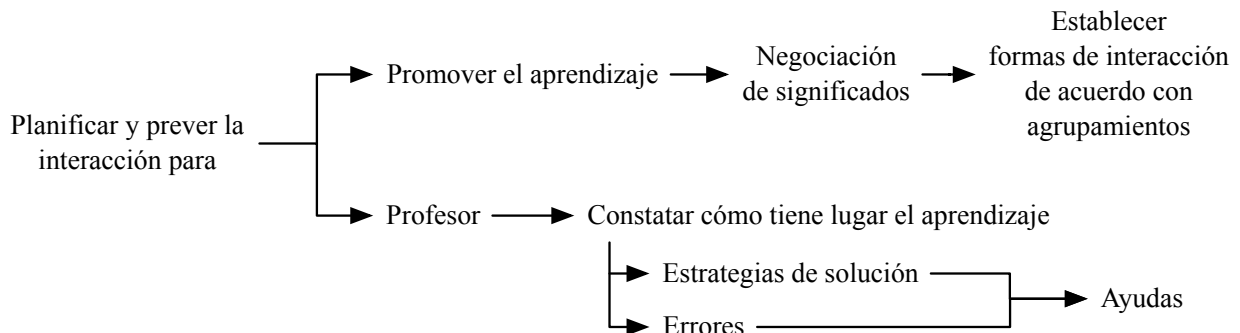 Planificar y prever la
interacción para
Promover el aprendizaje
Negociación
de significados
Establecer
formas de interacción
de acuerdo con
agrupamientos
Profesor
Constatar cómo tiene lugar el aprendizaje
Estrategias de solución
Errores
Ayudas